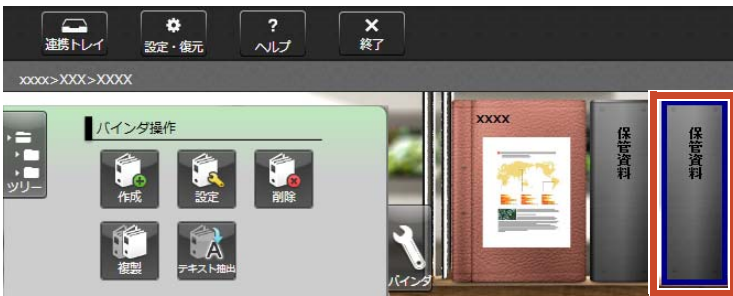 連携トレイ
設定・復元
?
ヘルプ
終了
xxxx>XXX>XXXX
ツリー
バインダ操作
作成
設定
削除
複製
A
テキスト抽出
バインダ
xxxx
保管資料
保管資料